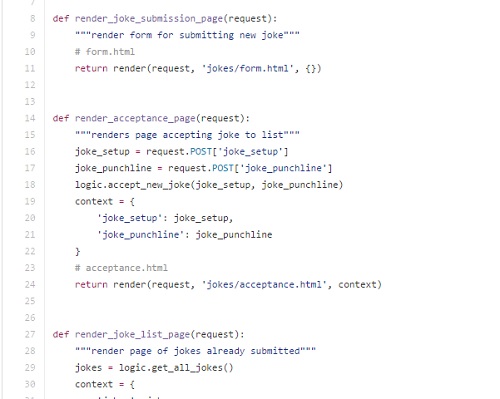 7
8 def render_joke_submission_page(request):
9     """render form for submitting new joke"""
10     # form.html
11     return render(request, 'jokes/form.html', {})
12
13
14 def render_acceptance_page(request):
15     """renders page accepting joke to list"""
16     joke_setup = request.POST['joke_setup']
17     joke_punchline = request.POST['joke_punchline']
18     logic.accept_new_joke(joke_setup, joke_punchline)
19     context = {
20         'joke_setup': joke_setup,
21         'joke_punchline': joke_punchline
22     }
23     # acceptance.html
24     return render(request, 'jokes/acceptance.html', context)
25
26
27 def render_joke_list_page(request):
28     """render page of jokes already submitted"""
29     jokes = logic.get_all_jokes()
30     context = {